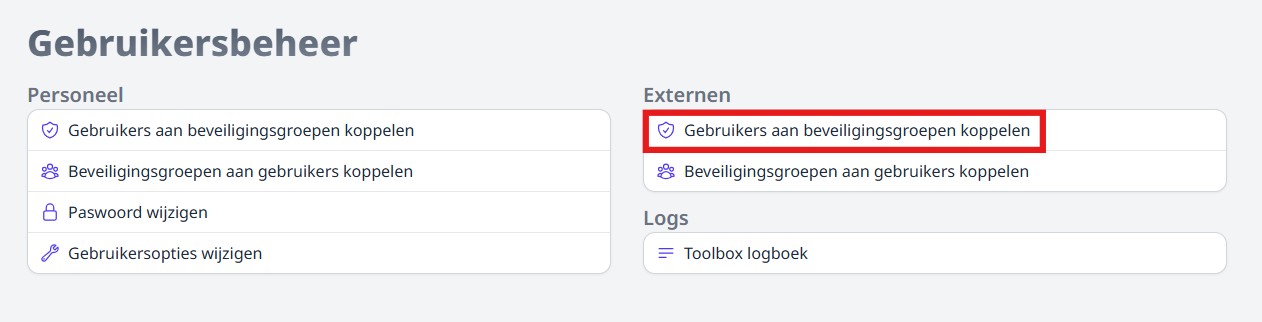 Gebruikersbeheer
Personeel
Gebruikers aan beveiligingsgroepen koppelen
Beveiligingsgroepen aan gebruikers koppelen
Paswoord wijzigen
Gebruikersopties wijzigen
Externen
Gebruikers aan beveiligingsgroepen koppelen
Beveiligingsgroepen aan gebruikers koppelen
Logs
Toolbox logboek